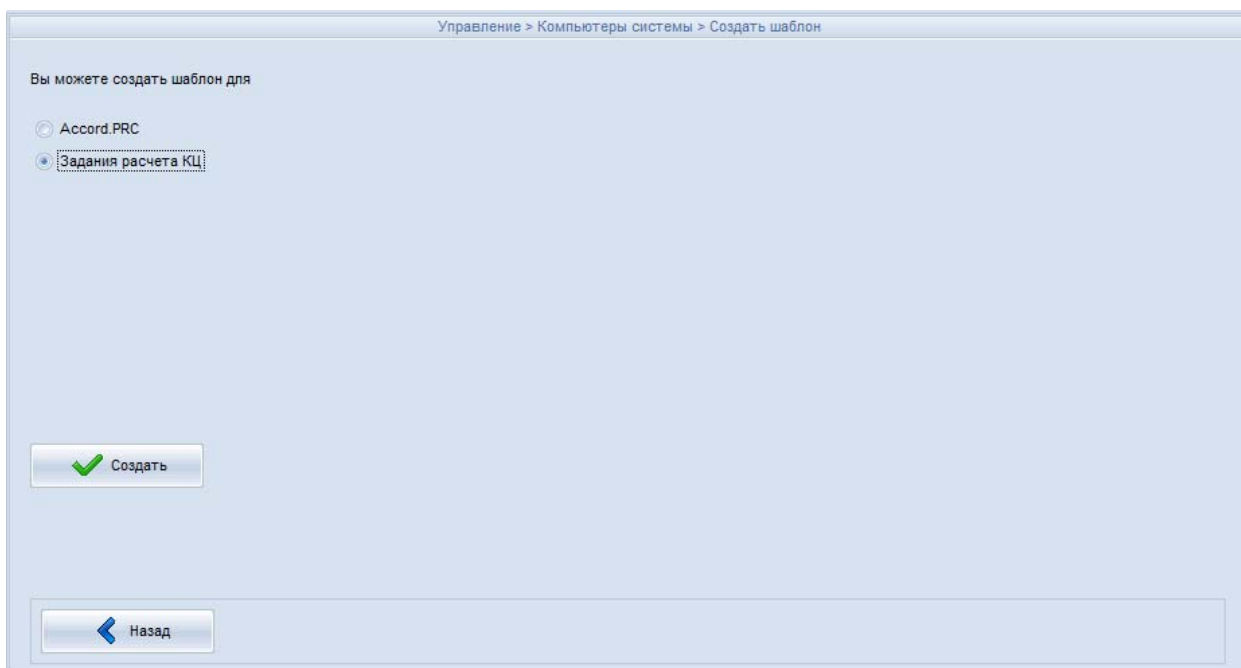 Управление > Компьютеры системы > Создать шаблон
Вы можете создать шаблон для
Accord.PRC
Задания расчета КЦ
Создать
Назад